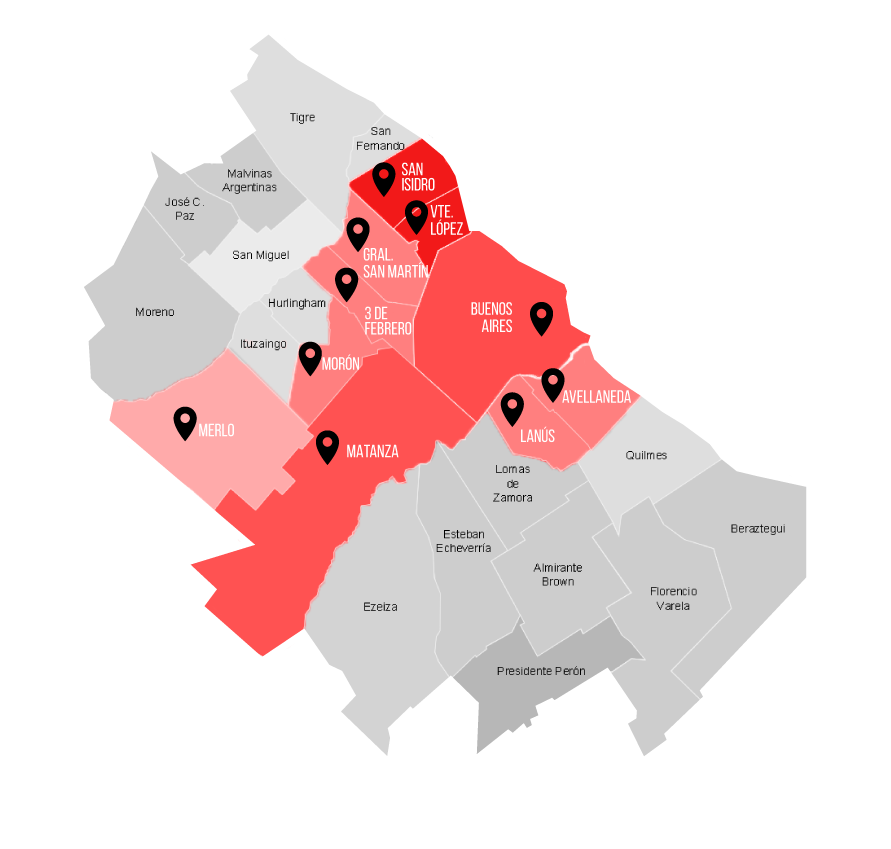 Tigre
San
Fernando
SAN
ISIDRO
Malvinas
Argentinas
José C.
Paz
VTE.
LÓPEZ
San Miguel
GRAL.
SAN MARTÍN
Hurlingham
Moreno
3 DE
FEBRERO
BUENOS
AIRES
Ituzaingo
MORÓN
AVELLANEDA
MERLO
LANÚS
MATANZA
Quilmes
Lomas
de
Zamora
Beraztegui
Esteban
Echeverría
Almirante
Brown
Florencio
Varela
Ezeiza
Presidente Perón